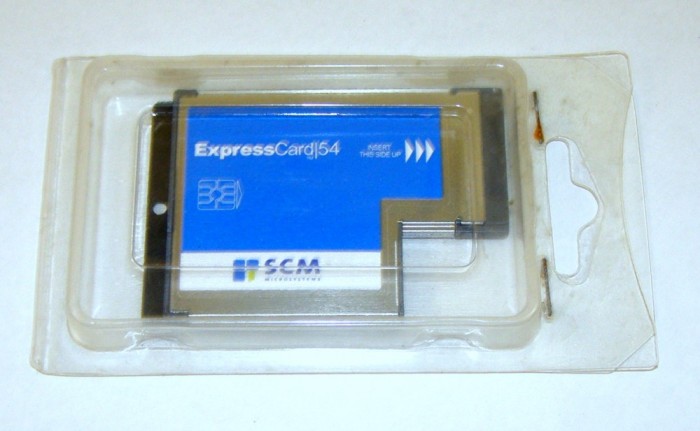 ExpressCard|54
INSERT
THIS SIDE UP
SCM
MICROSYSTEMS